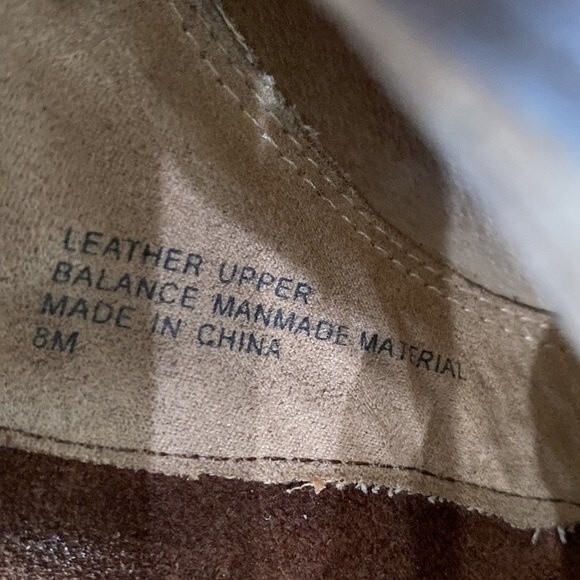 LEATHER UPPER
BALANCE MANMADE MATERIAL
MADE IN CHINA
8M